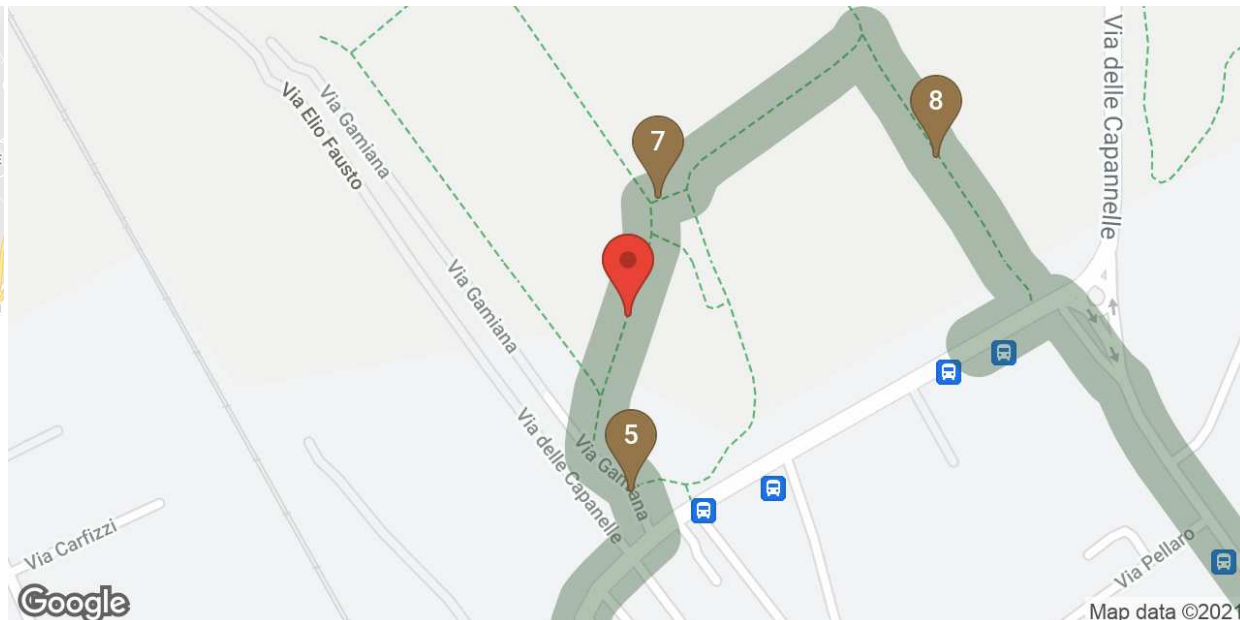 Via delle Capannelle
8
Via Gamiana
Via Elio Fausto
7
Via Gamiana
5
Via Gamiana
Via delle Capanelle
Via Carfizzi
Via Pellaro
Google
Map data ©2021